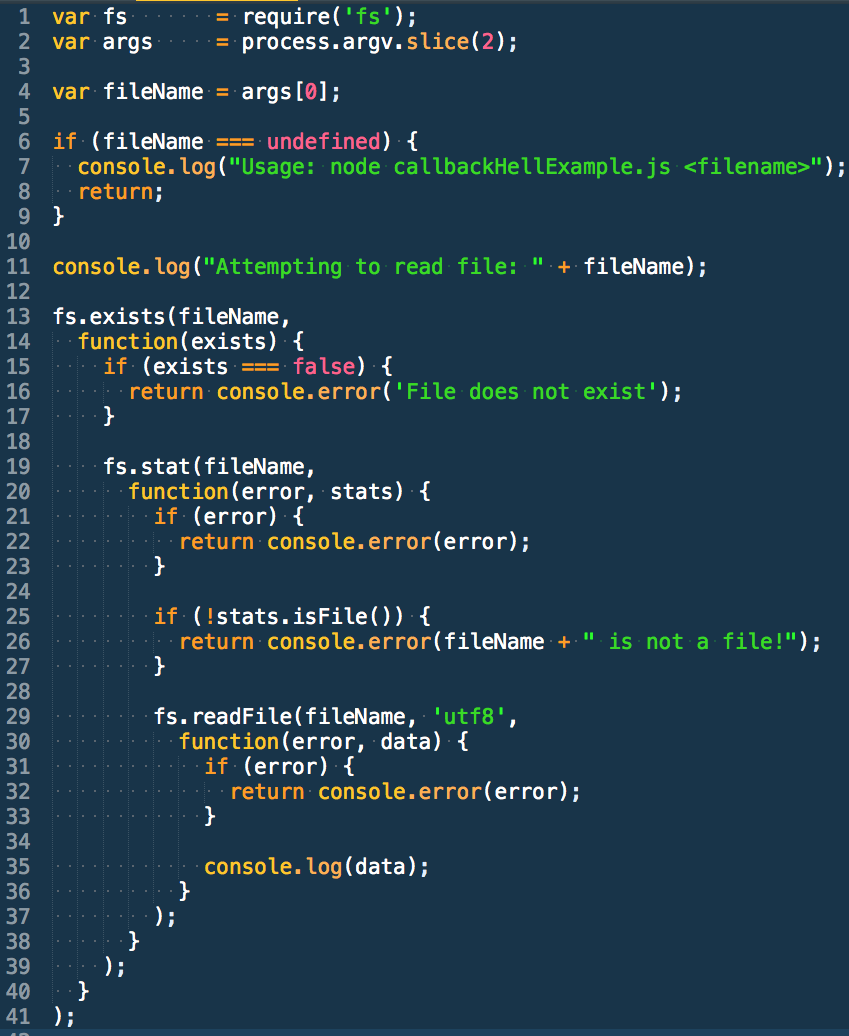 1 var fs       = require('fs');
2 var args     = process.argv.slice(2);
3
4 var fileName = args[0];
5
6 if (fileName === undefined) {
7   console.log("Usage: node callbackHellExample.js <filename>");
8   return;
9 }
10
11 console.log("Attempting to read file: " + fileName);
12
13 fs.exists(fileName,
14   function(exists) {
15     if (exists === false) {
16       return console.error('File does not exist');
17     }
18
19     fs.stat(fileName,
20       function(error, stats) {
21         if (error) {
22           return console.error(error);
23         }
24
25         if (!stats.isFile()) {
26           return console.error(fileName + " is not a file!");
27         }
28
29         fs.readFile(fileName, 'utf8',
30           function(error, data) {
31             if (error) {
32               return console.error(error);
33             }
34
35             console.log(data);
36           }
37         );
38       }
39     );
40   }
41 );